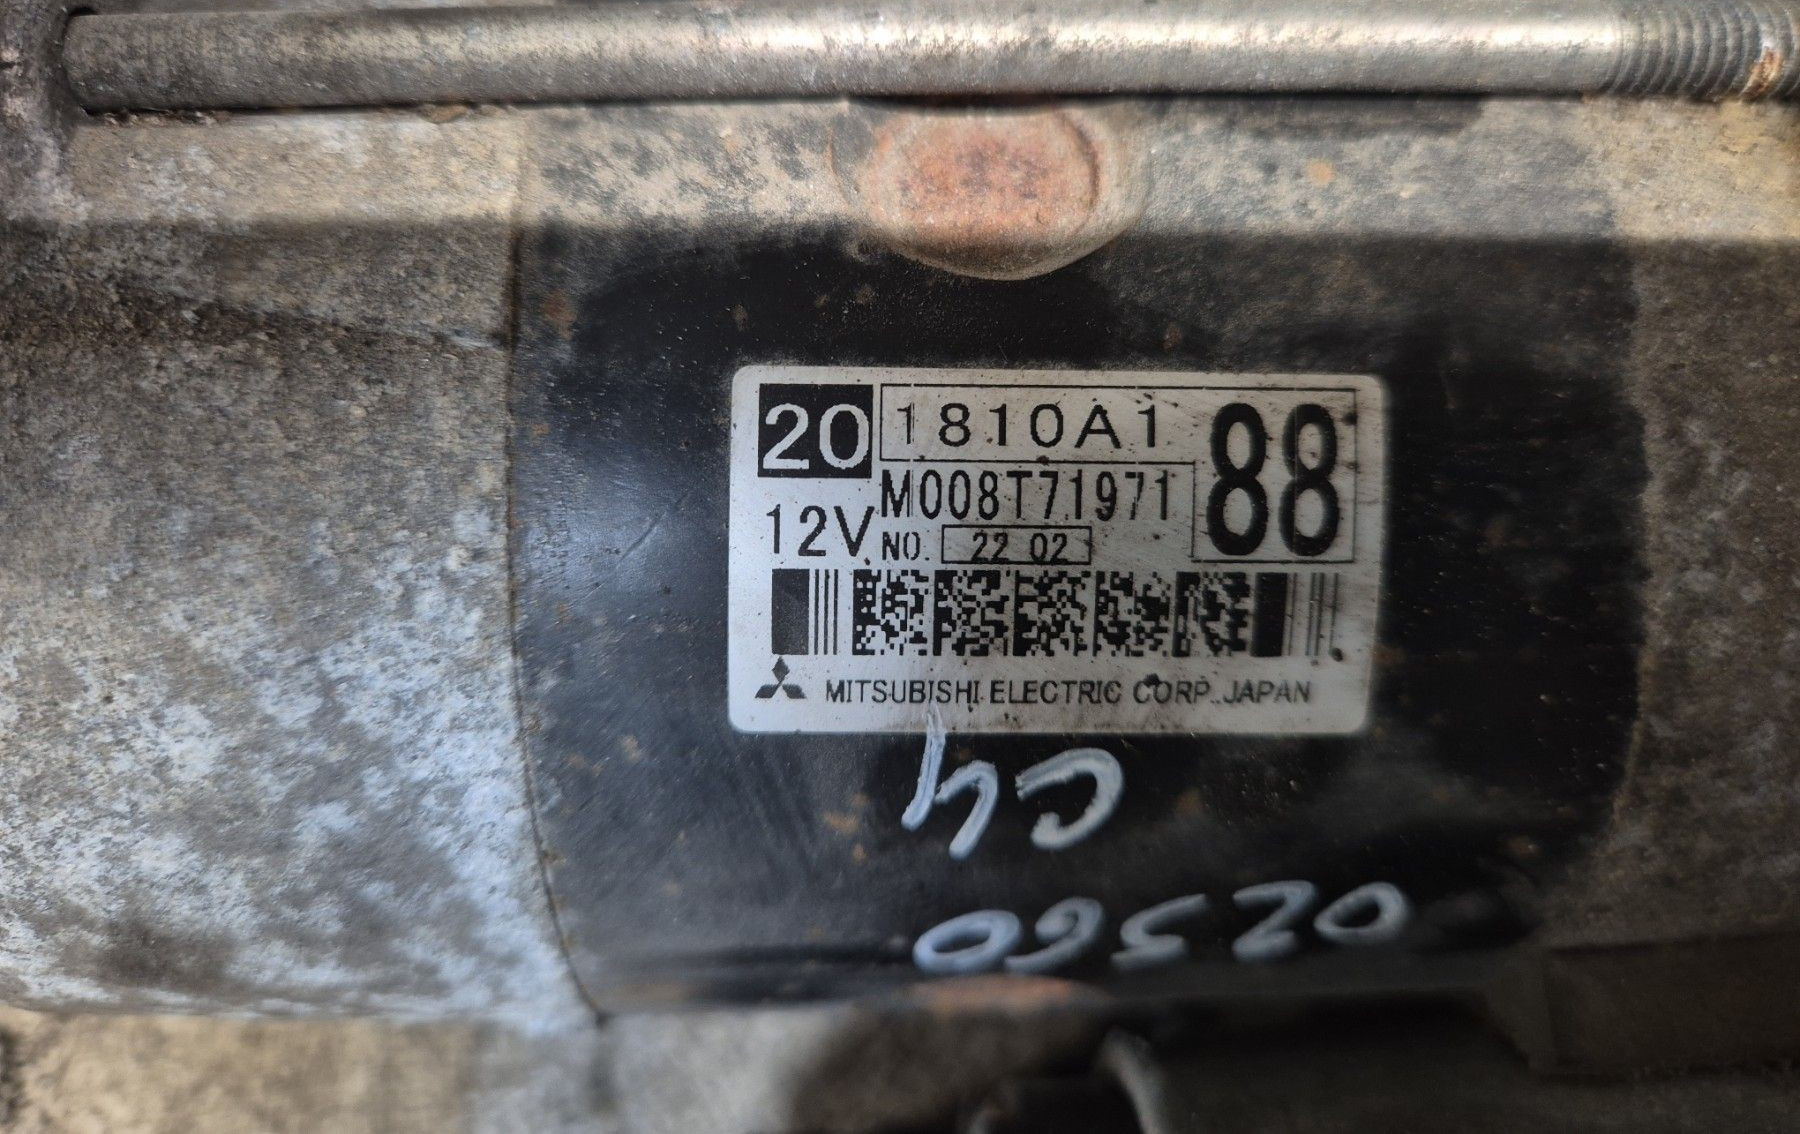 20 1810A1 88
M008T71971
12V NO. 22 02
MITSUBISHI ELECTRIC CORP. JAPAN
C4
02560